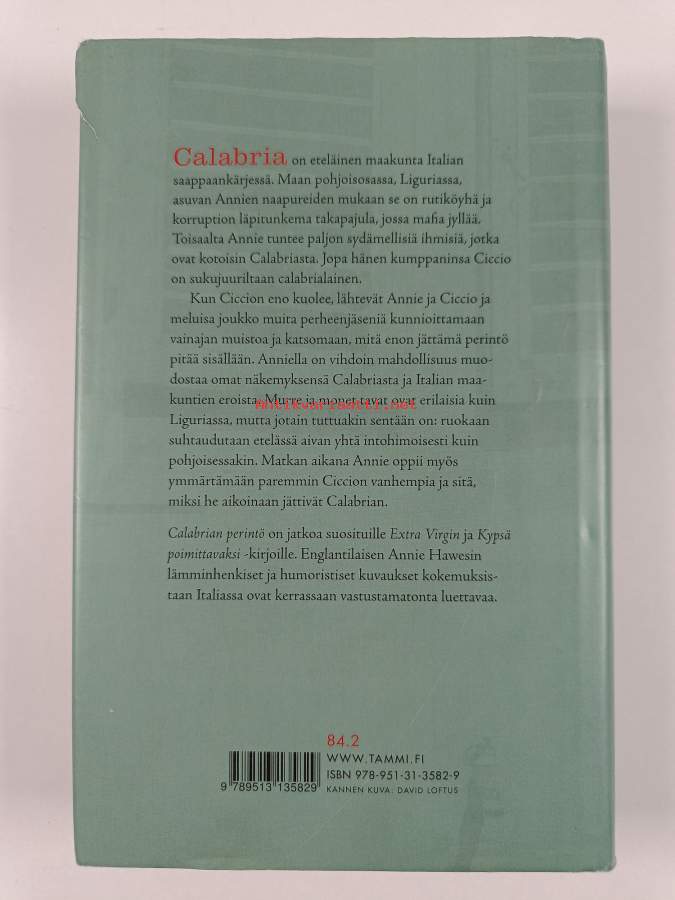 Calabria on eteläinen maakunta Italian
saappaankärjessä. Maan pohjoisosassa, Liguriassa,
asuvan Annien naapureiden mukaan se on rutiköyhä ja
korruption läpitunkema takapajula, jossa mafia jyllää.
Toisaalta Annie tuntee paljon sydämellisiä ihmisiä, jotka
ovat kotoisin Calabriasta. Jopa hänen kumppaninsa Ciccio
on sukujuuriltaan calabrialainen.
Kun Ciccion eno kuolee, lähtevät Annie ja Ciccio ja
meluisa joukko muita perheenjäseniä kunnioittamaan
vainajan muistoa ja katsomaan, mitä enon jättämä perintö
pitää sisällään. Anniella on vihdoin mahdollisuus muo-
dostaa omat näkemyksensä Calabriasta ja Italian maa-
kuntien eroista. Murre ja monet tavat ovat erilaisia kuin
Antikvariaatti.net
Liguriassa, mutta jotain tuttuakin sentään on: ruokaan
suhtaudutaan etelässä aivan yhtä intohimoisesti kuin
pohjoisessakin. Matkan aikana Annie oppii myös
ymmärtämään paremmin Ciccion vanhempia ja sitä,
miksi he aikoinaan jättivät Calabrian.
Calabrian perintö on jatkoa suosituille Extra Virgin ja Kypsä
poimittavaksi -kirjoille. Englantilaisen Annie Hawesin
lämminhenkiset ja humoristiset kuvaukset kokemuksis-
taan Italiassa ovat kerrassaan vastustamatonta luettavaa.
84.2
WWW.TAMMI.FI
ISBN 978-951-31-3582-9
KANNEN KUVA: DAVID LOFTUS
9 789513 135829